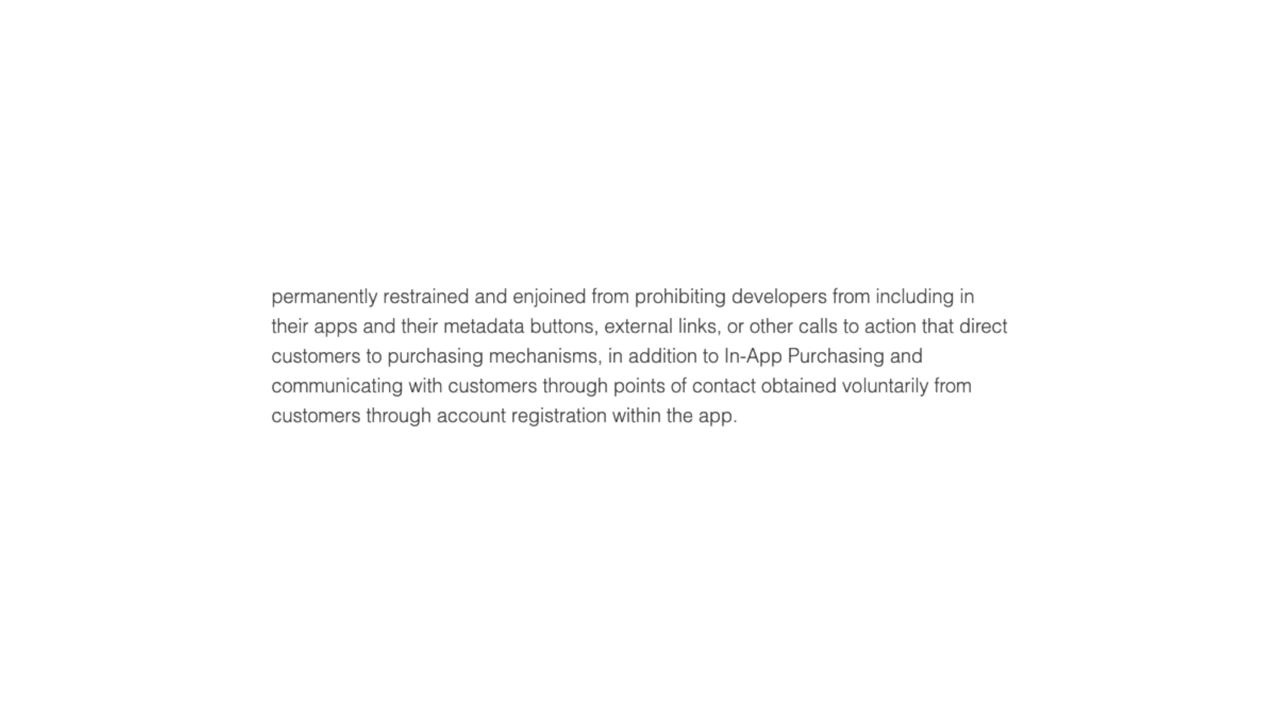 permanently restrained and enjoined from prohibiting developers from including in
their apps and their metadata buttons, external links, or other calls to action that direct
customers to purchasing mechanisms, in addition to In-App Purchasing and
communicating with customers through points of contact obtained voluntarily from
customers through account registration within the app.